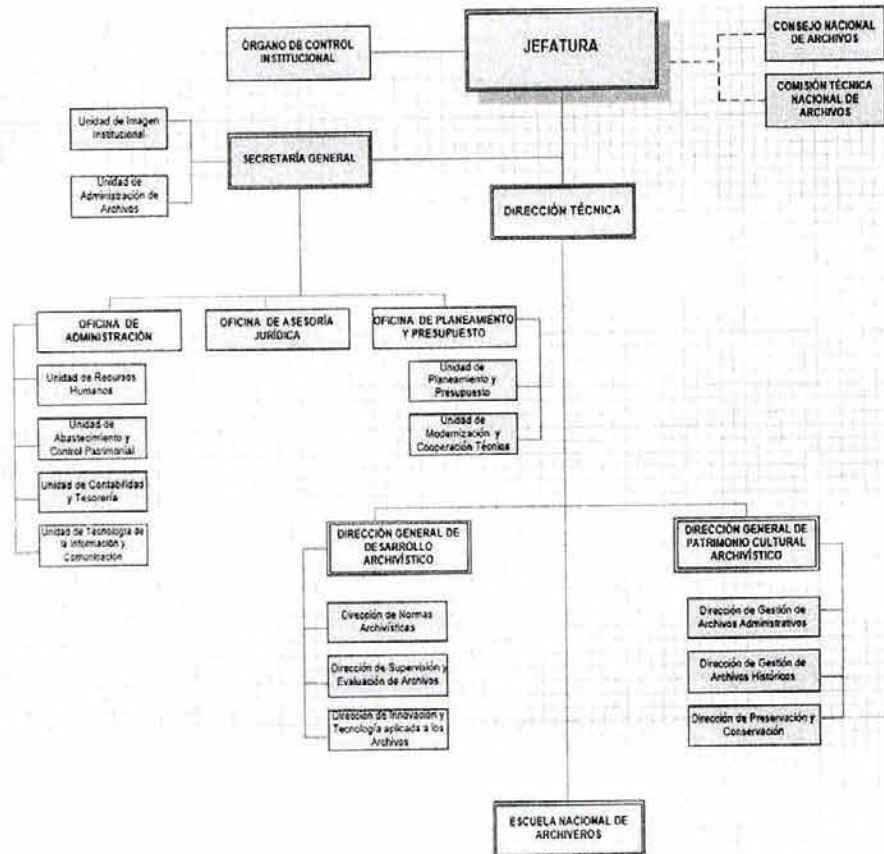 ÓRGANO DE CONTROL
INSTITUCIONAL
JEFATURA
CONSEJO NACIONAL
DE ARCHIVOS
COMISIÓN TÉCNICA
NACIONAL DE
ARCHIVOS
Unidad de Imagen
Institucional
SECRETARÍA GENERAL
Unidad de
Administración de
Archivos
DIRECCIÓN TÉCNICA
OFICINA DE
ADMINISTRACIÓN
OFICINA DE ASESORÍA
JURÍDICA
OFICINA DE PLANEAMIENTO
Y PRESUPUESTO
Unidad de Recursos
Humanos
Unidad de
Abastecimiento y
Control Patrimonial
Unidad de Contabilidad
y Tesorería
Unidad de Tecnología de
la Información y
Comunicación
Unidad de
Planeamiento y
Presupuesto
Unidad de
Modernización y
Cooperación Técnica
DIRECCIÓN GENERAL DE
DESARROLLO
ARCHIVÍSTICO
DIRECCIÓN GENERAL DE
PATRIMONIO CULTURAL
ARCHIVÍSTICO
Dirección de Normas
Archivísticas
Dirección de Supervisión y
Evaluación de Archivos
Dirección de Innovación y
Tecnología aplicada a los
Archivos
Dirección de Gestión de
Archivos Administrativos
Dirección de Gestión de
Archivos Históricos
Dirección de Preservación y
Conservación
ESCUELA NACIONAL DE
ARCHIVEROS